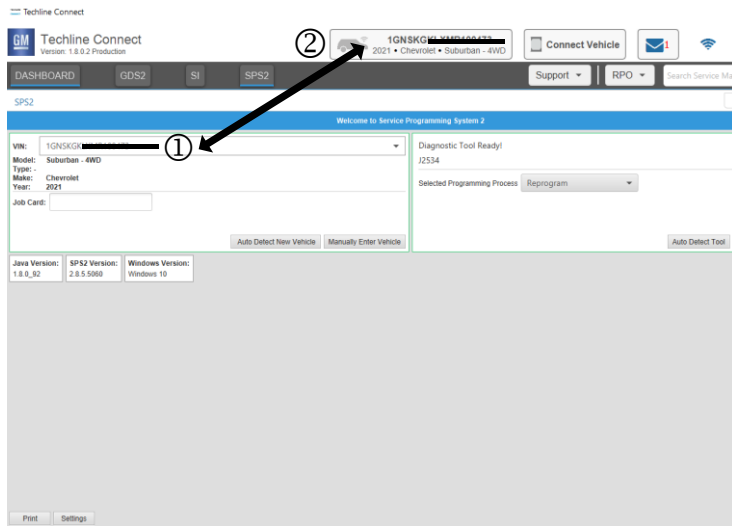 Techline Connect
GM
Techline Connect
Version: 1.8.0.2 Production
②
2021 • Chevrolet • Suburban - 4WD
Connect Vehicle
1
DASHBOARD GDS2 SI SPS2
Support RPO Search Service Ma
SPS2
Welcome to Service Programming System 2
VIN: 1GNSKGK
①
Model: Suburban - 4WD
Type: -
Make: Chevrolet
Year: 2021
Job Card:
Auto Detect New Vehicle Manually Enter Vehicle
Diagnostic Tool Ready!
J2534
Selected Programming Process Reprogram
Auto Detect Tool
Java Version: SPS2 Version: Windows Version:
1.8.0_92 2.8.5.5060 Windows 10
Print Settings